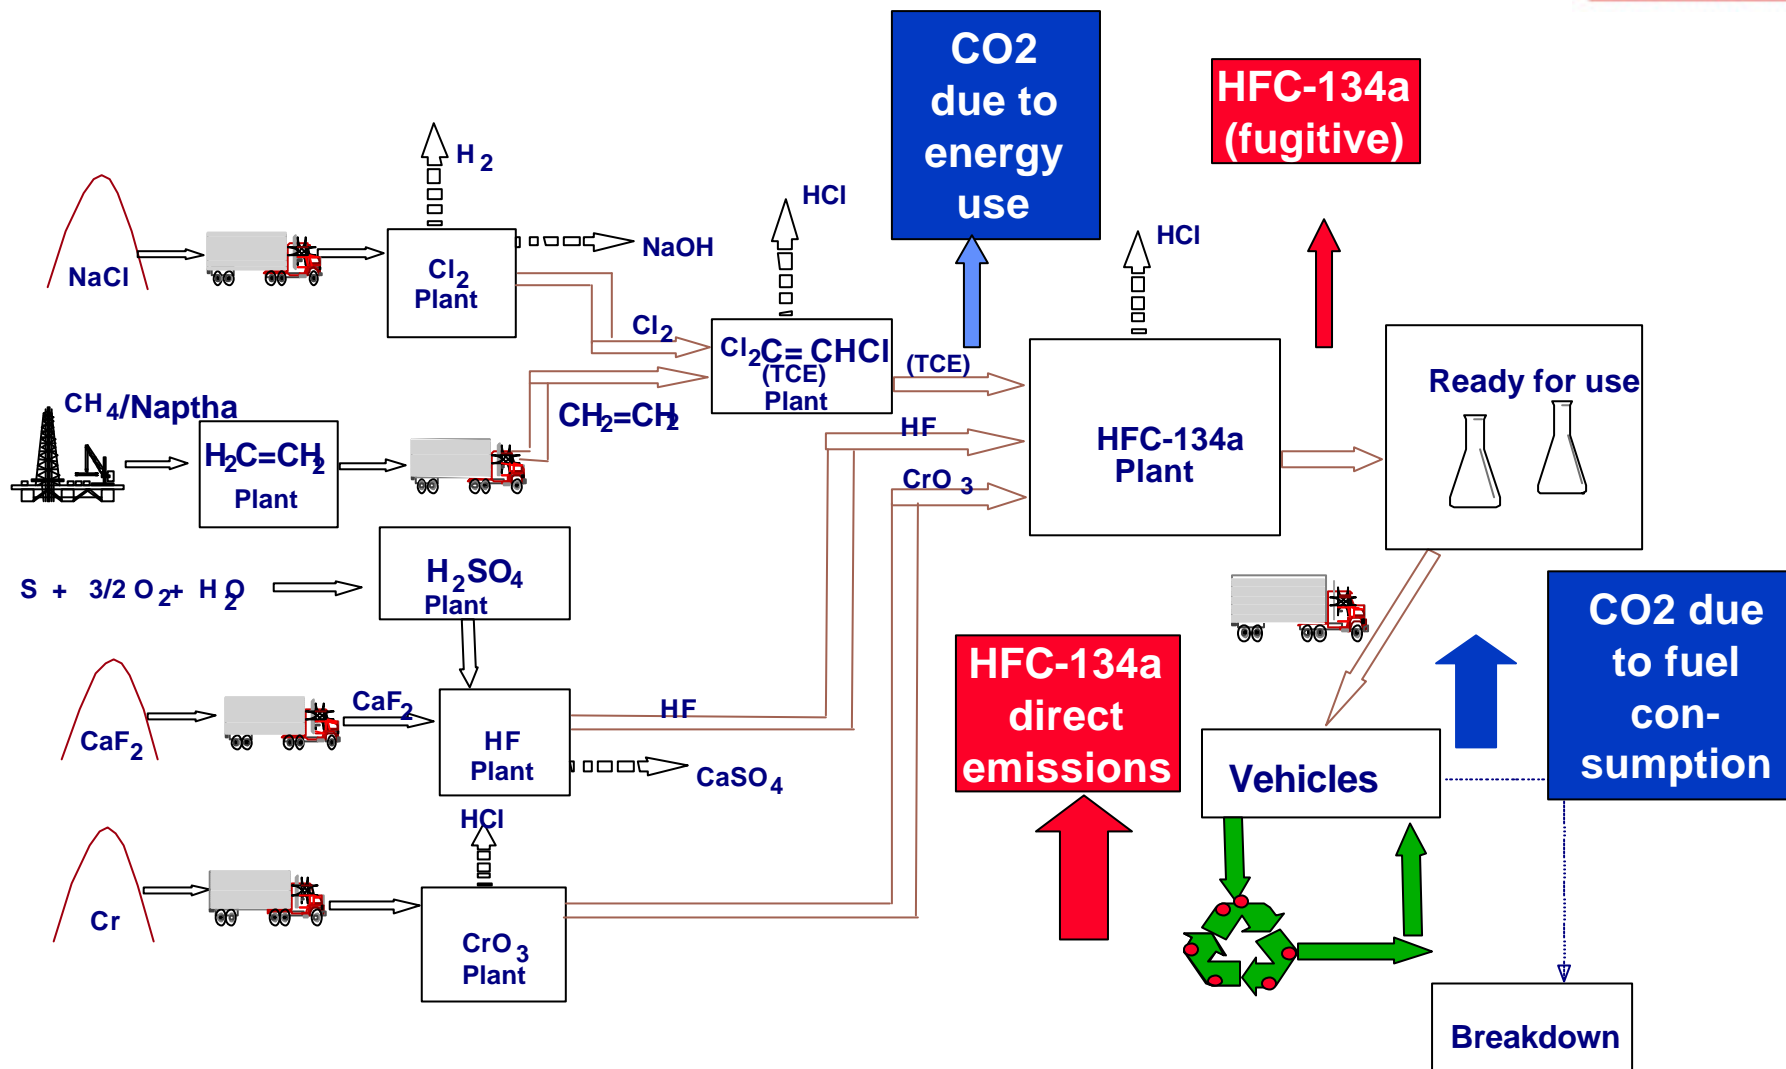 CO2
due to
energy
use
HFC-134a
(fugitive)
H2
HCl
NaCl
Cl2
Plant
NaOH
HCl
Cl2
Cl2C=CHCl
(TCE)
Plant
(TCE)
CH4/Naptha
H2C=CH2
Plant
CH2=CH2
HF
CrO3
HFC-134a
Plant
Ready for use
S + 3/2 O2+ H2O
H2SO4
Plant
CaF2
CaF2
HF
Plant
HF
CaSO4
HCl
Cr
CrO3
Plant
HFC-134a
direct
emissions
CO2 due
to fuel
con-
sumption
Vehicles
Breakdown